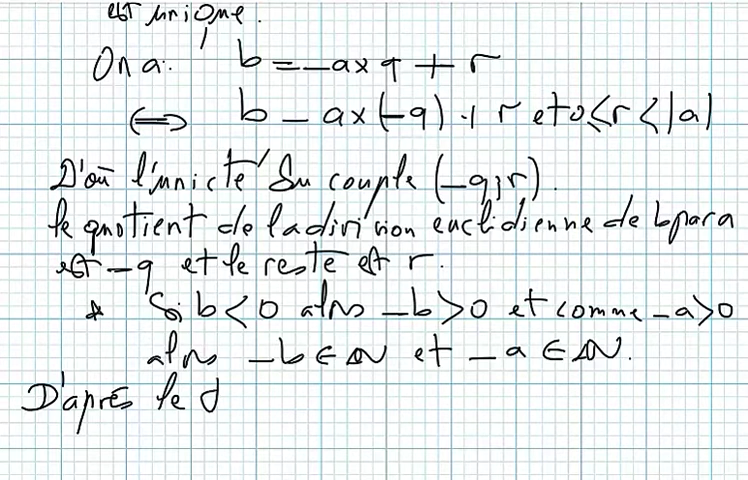 est unique.
On a: b = -a x q + r
⟺ b = a x (-q) + r et 0 ≤ r < |a|
D'où l'unicté du couple (-q; r).
le quotient de la division euclidienne de b par a
est -q et le reste est r.
* Si b < 0 alors -b > 0 et comme -a > 0
alors -b ∈ ℕ et -a ∈ ℕ.
D'après le d